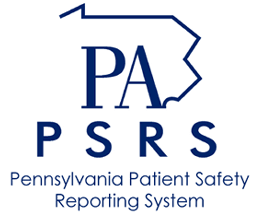 PA
PSRS
Pennsylvania Patient Safety
Reporting System